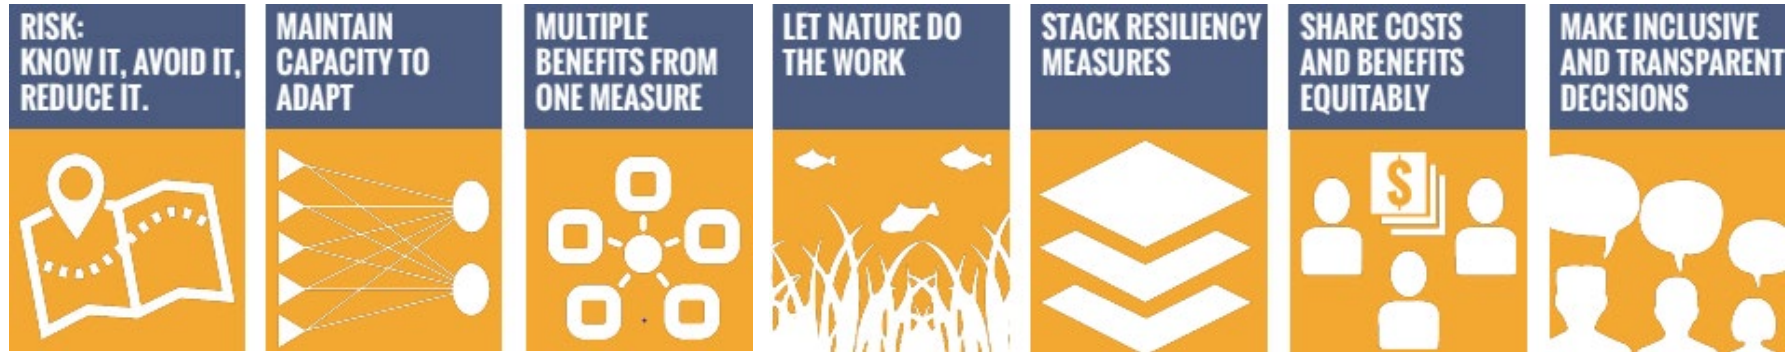 RISK:
KNOW IT, AVOID IT,
REDUCE IT.
MAINTAIN
CAPACITY TO
ADAPT
MULTIPLE
BENEFITS FROM
ONE MEASURE
LET NATURE DO
THE WORK
STACK RESILIENCY
MEASURES
SHARE COSTS
AND BENEFITS
EQUITABLY
$
MAKE INCLUSIVE
AND TRANSPARENT
DECISIONS